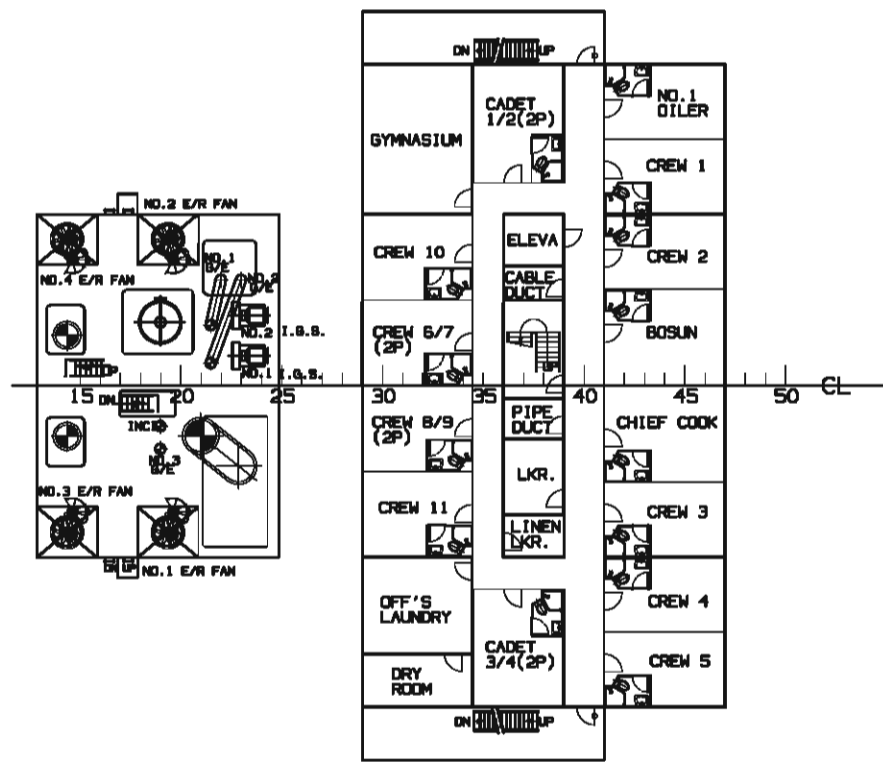 DN UP
CADET
1/2(2P)
NO.1
OILER
GYMNASIUM
CREW 1
NO.2 E/R FAN
ELEVA
CREW 10
CREW 2
NO.1
G/E
NO.2
G/E
NO.4 E/R FAN
CABLE
DUCT
NO.2 I.G.S.
CREW 6/7
(2P)
BOSUN
UP
NO.1 I.G.S.
15 20 25 30 35 40 45 50 CL
DN
PIPE
DUCT
CREW 8/9
(2P)
CHIEF COOK
INCI
NO.3
G/E
LKR.
NO.3 E/R FAN
CREW 11
CREW 3
LINEN
LKR.
DN UP
NO.1 E/R FAN
OFF'S
LAUNDRY
CREW 4
CADET
3/4(2P)
CREW 5
DRY
ROOM
DN UP